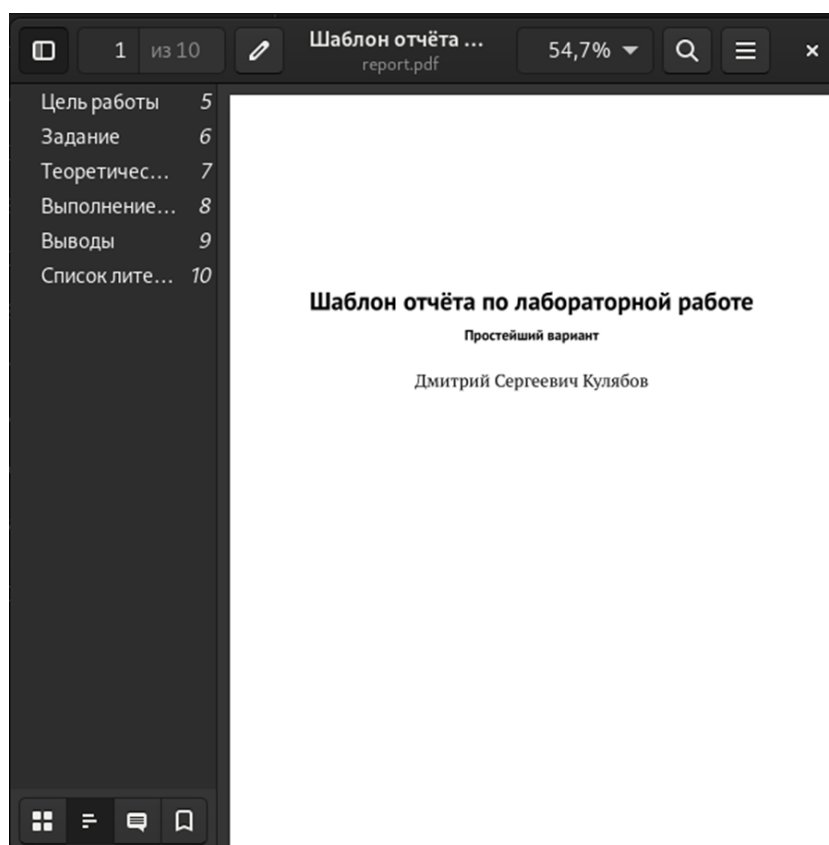 1 из 10 Шаблон отчёта ... 54,7%
report.pdf
Цель работы 5
Задание 6
Теоретичес... 7
Выполнение... 8
Выводы 9
Список лите... 10
Шаблон отчёта по лабораторной работе
Простейший вариант
Дмитрий Сергеевич Кулябов